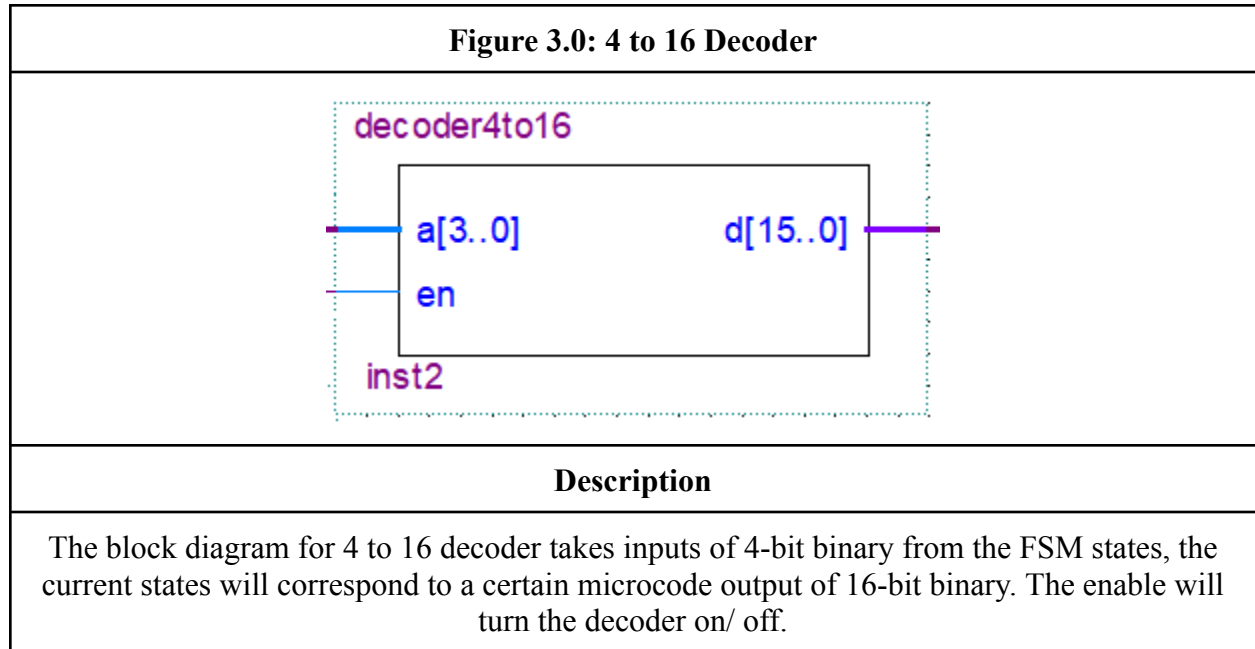 Figure 3.0: 4 to 16 Decoder
decoder4to16
a[3..0] d[15..0]
en
inst2
Description
The block diagram for 4 to 16 decoder takes inputs of 4-bit binary from the FSM states, the
current states will correspond to a certain microcode output of 16-bit binary. The enable will
turn the decoder on/ off.